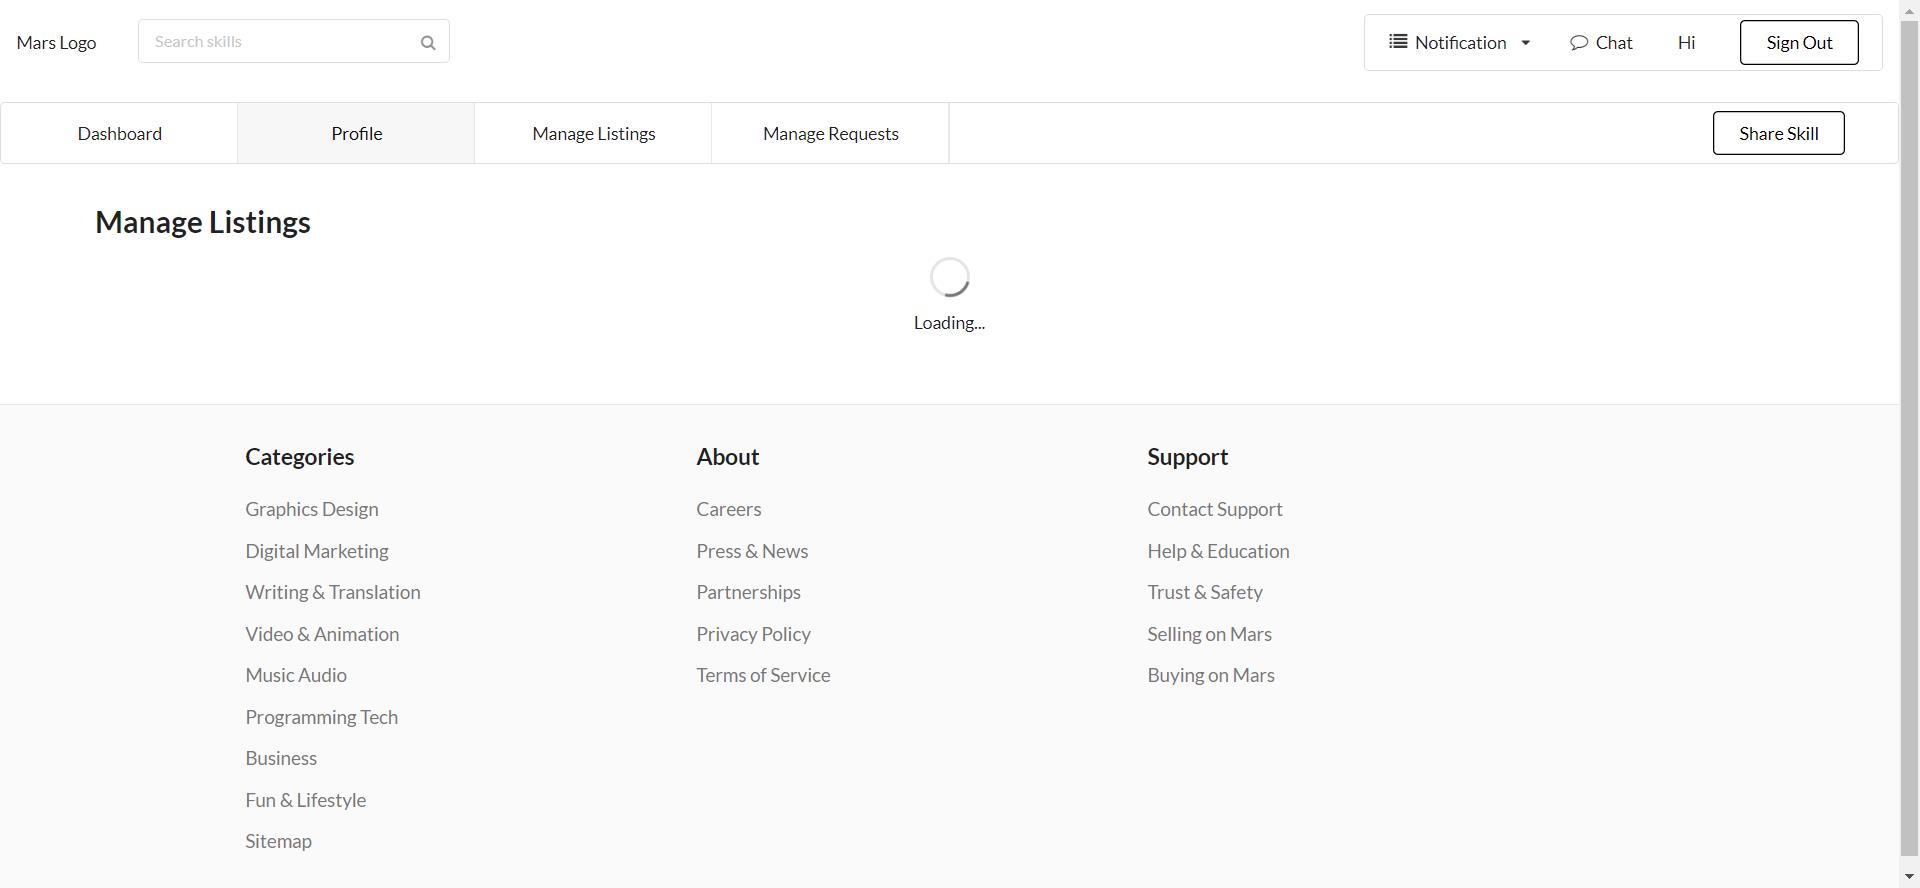 Mars Logo
Search skills
Notification
Chat
Hi
Sign Out
Dashboard
Profile
Manage Listings
Manage Requests
Share Skill
Manage Listings
Loading...
Categories
Graphics Design
Digital Marketing
Writing & Translation
Video & Animation
Music Audio
Programming Tech
Business
Fun & Lifestyle
Sitemap
About
Careers
Press & News
Partnerships
Privacy Policy
Terms of Service
Support
Contact Support
Help & Education
Trust & Safety
Selling on Mars
Buying on Mars